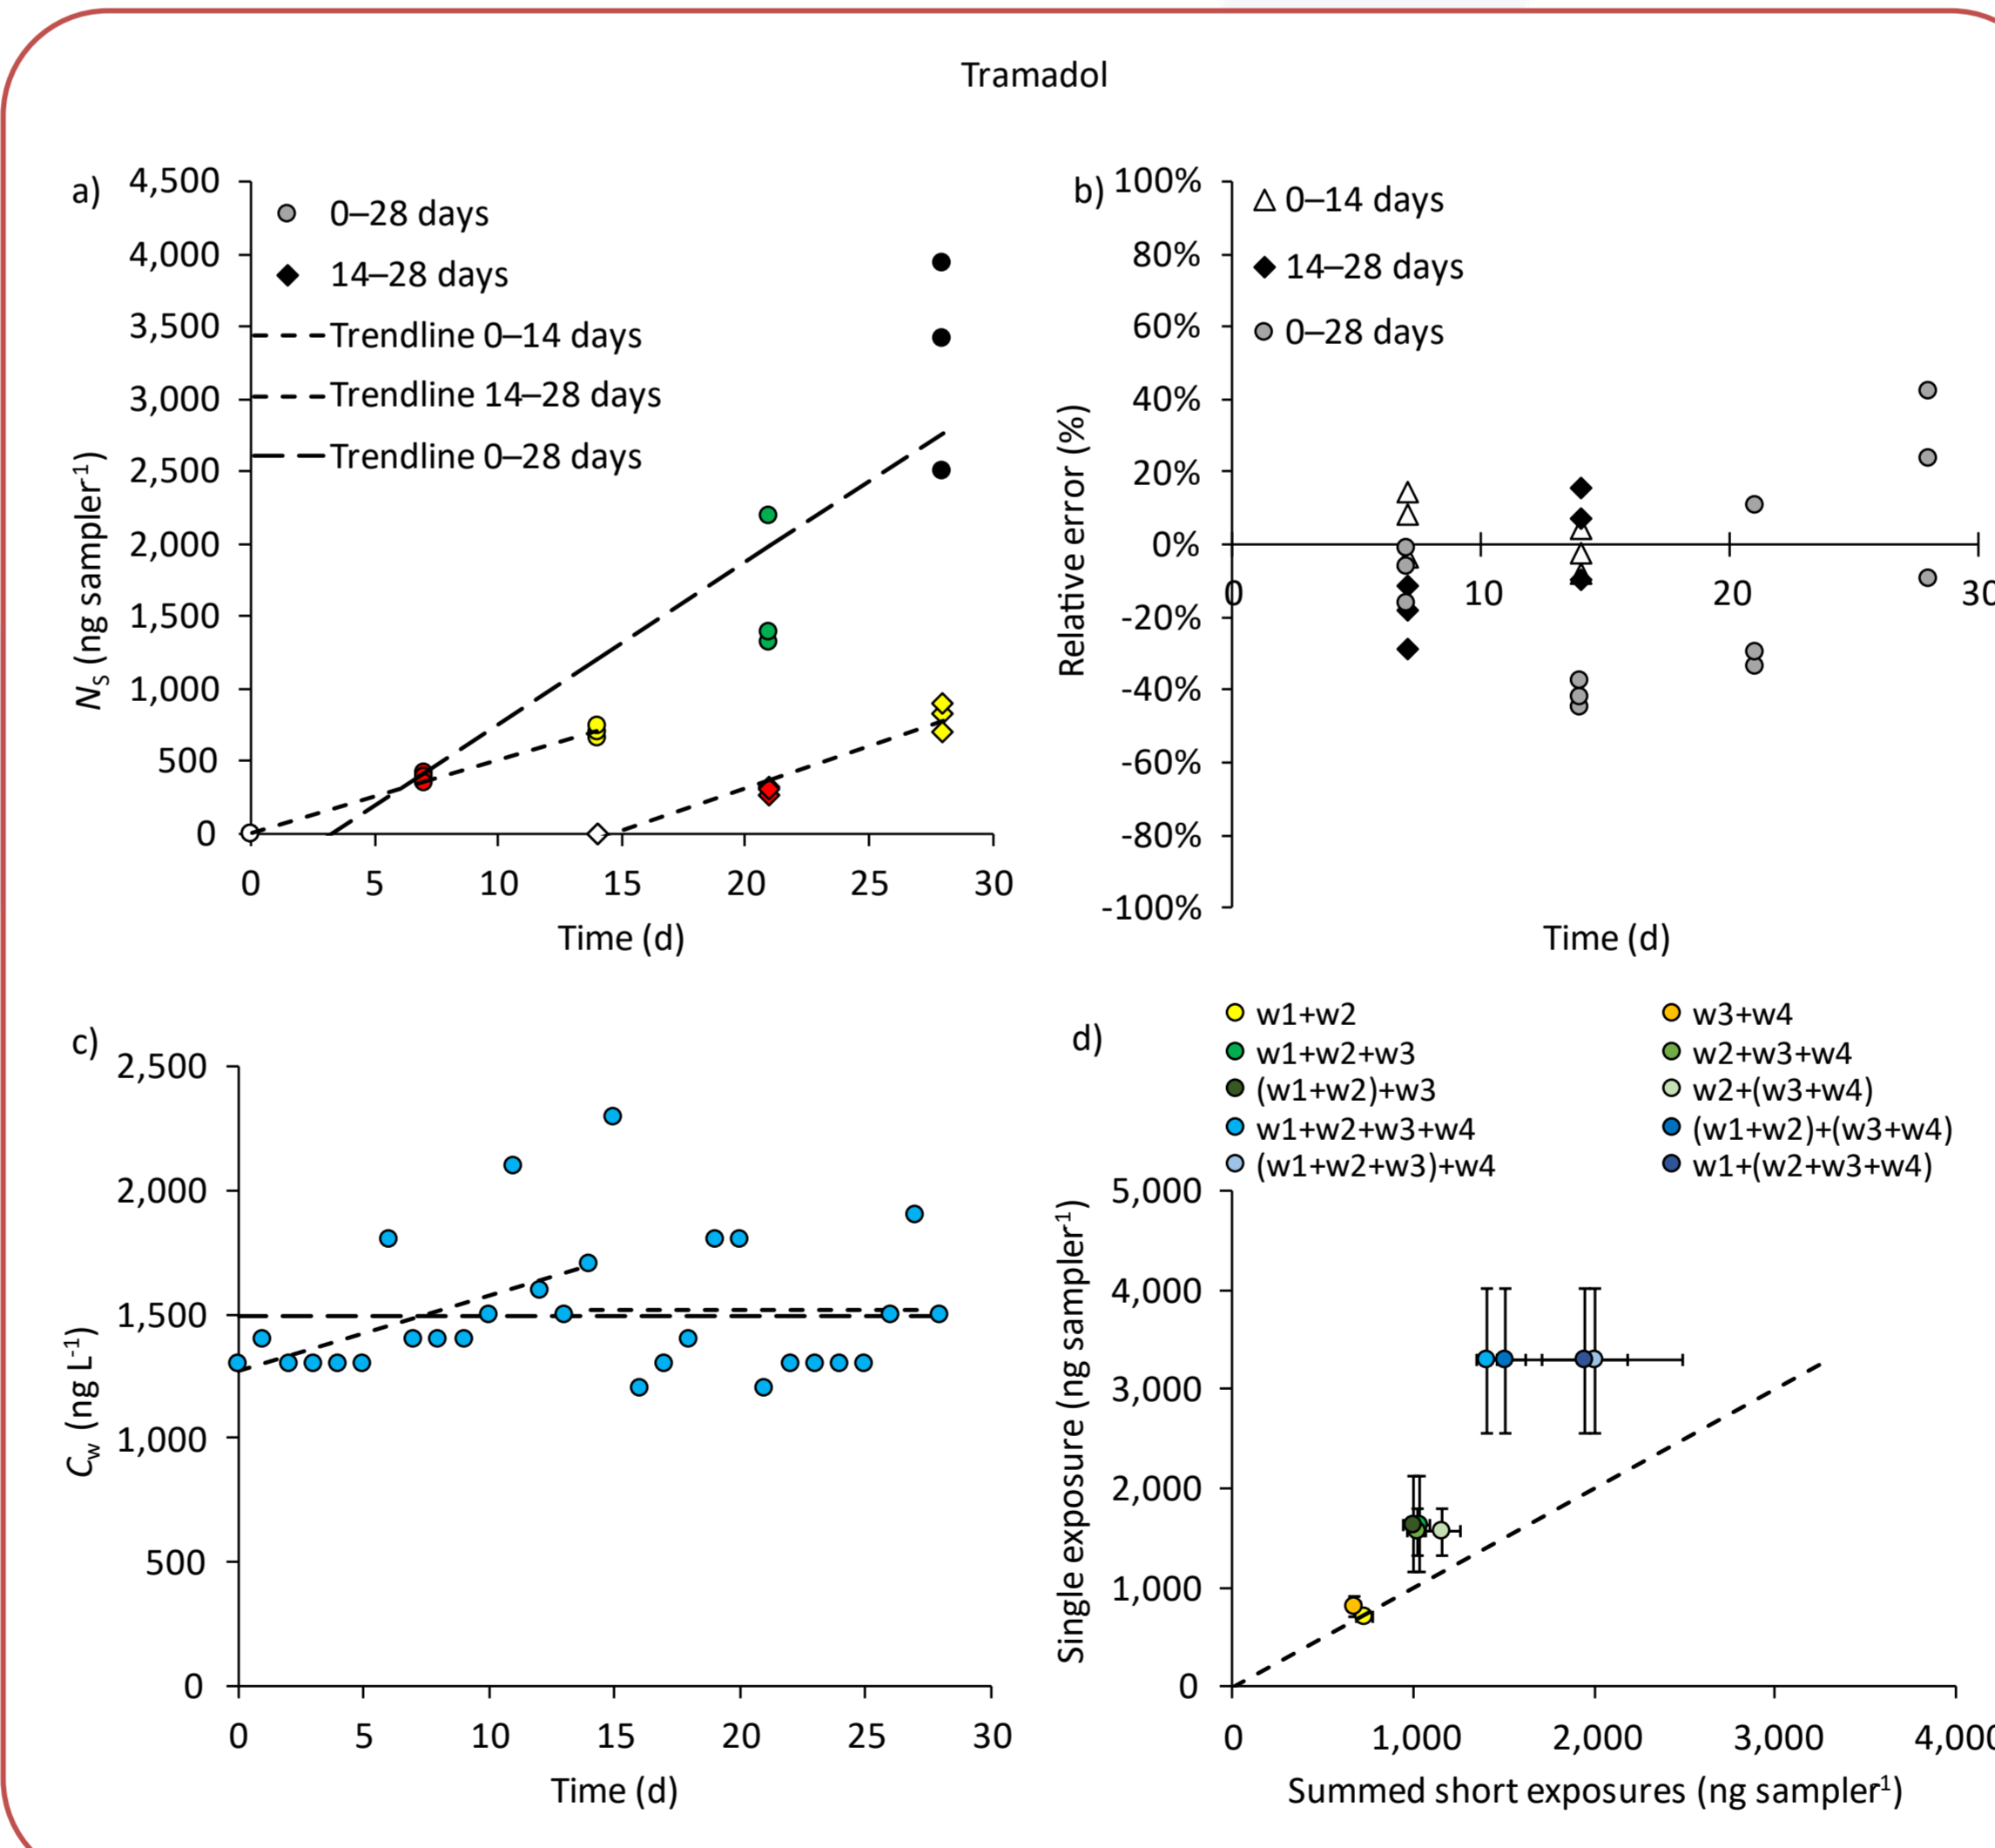 Tramadol
a)
4,500
4,000
3,500
3,000
2,500
2,000
1,500
1,000
500
0
N_S (ng sampler⁻¹)
0–28 days
14–28 days
Trendline 0–14 days
Trendline 14–28 days
Trendline 0–28 days
0 5 10 15 20 25 30
Time (d)
b)
100%
80%
60%
40%
20%
0%
-20%
-40%
-60%
-80%
-100%
Relative error (%)
0–14 days
14–28 days
0–28 days
0 10 20 30
Time (d)
c)
2,500
2,000
1,500
1,000
500
0
C_w (ng L⁻¹)
0 5 10 15 20 25 30
Time (d)
d)
w1+w2
w3+w4
w1+w2+w3
w2+w3+w4
(w1+w2)+w3
w2+(w3+w4)
w1+w2+w3+w4
(w1+w2)+(w3+w4)
(w1+w2+w3)+w4
w1+(w2+w3+w4)
5,000
4,000
3,000
2,000
1,000
0
Single exposure (ng sampler⁻¹)
0 1,000 2,000 3,000 4,000
Summed short exposures (ng sampler⁻¹)